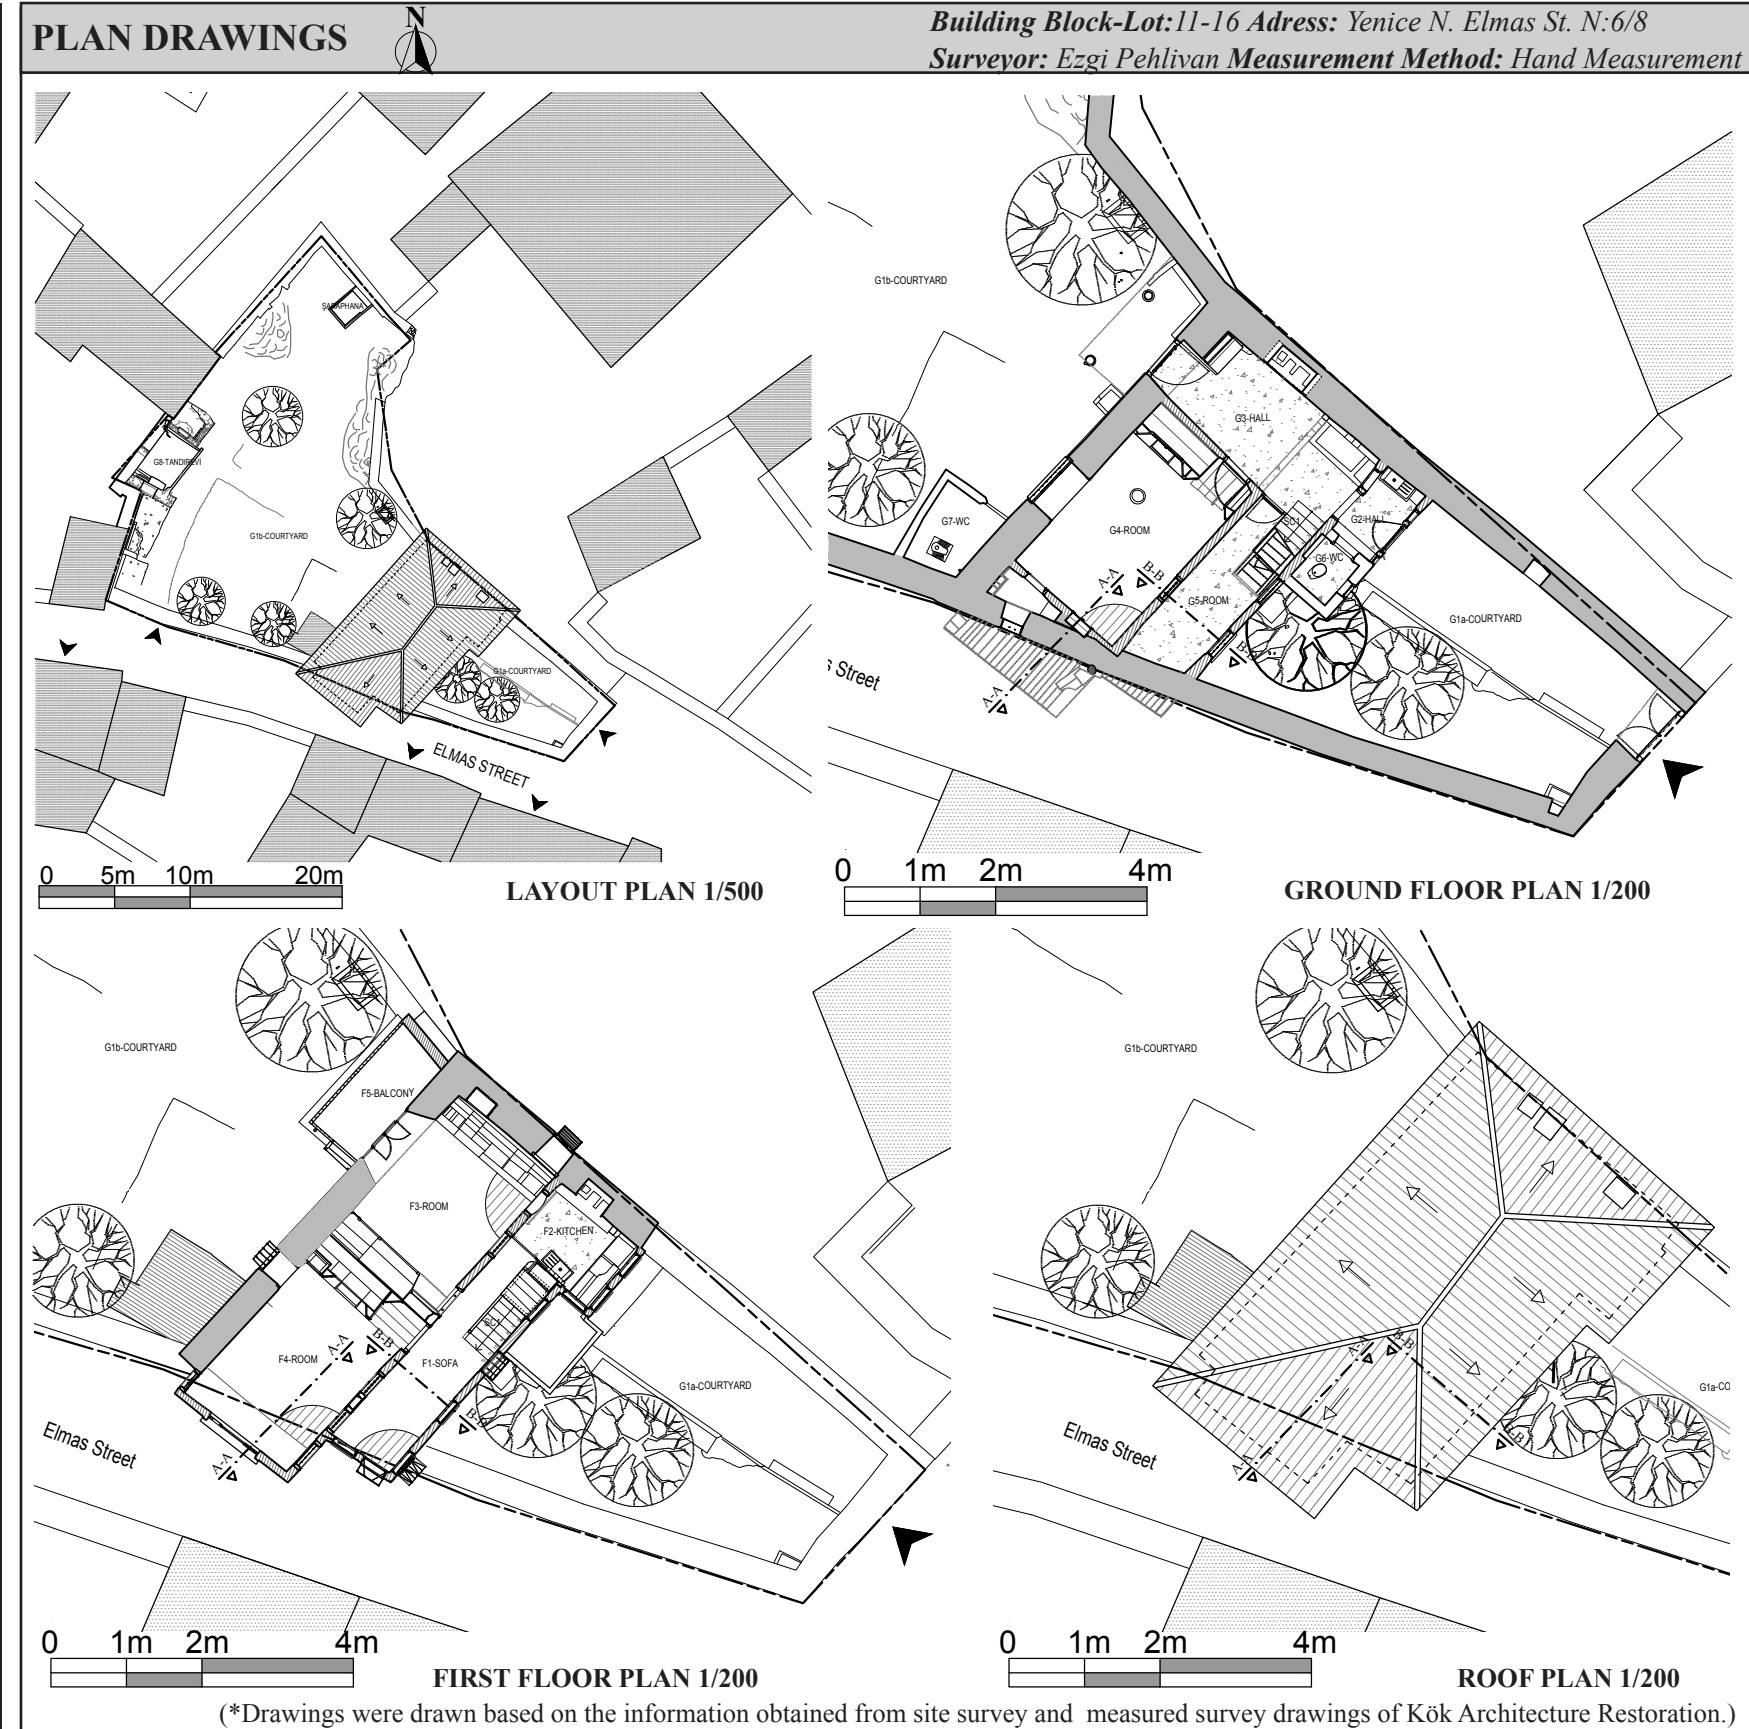 PLAN DRAWINGS
N
Building Block-Lot:11-16 Adress: Yenice N. Elmas St. N:6/8
Surveyor: Ezgi Pehlivan Measurement Method: Hand Measurement
ŞARAPHANA
G8-TANDIREVİ
G1b-COURTYARD
G1a-COURTYARD
ELMAS STREET
0 5m 10m 20m
LAYOUT PLAN 1/500
G1b-COURTYARD
G3-HALL
G7-WC
G4-ROOM
SC1
G2-HALL
G6-WC
A-A
B-B
G5-ROOM
G1a-COURTYARD
B-B
s Street
A-A
0 1m 2m 4m
GROUND FLOOR PLAN 1/200
G1b-COURTYARD
F5-BALCONY
F3-ROOM
F2-KITCHEN
SC1
A-A
B-B
F4-ROOM
F1-SOFA
G1a-COURTYARD
B-B
Elmas Street
A-A
0 1m 2m 4m
FIRST FLOOR PLAN 1/200
G1b-COURTYARD
A-A
B-B
G1a-CO
Elmas Street
B-B
A-A
0 1m 2m 4m
ROOF PLAN 1/200
(*Drawings were drawn based on the information obtained from site survey and measured survey drawings of Kök Architecture Restoration.)